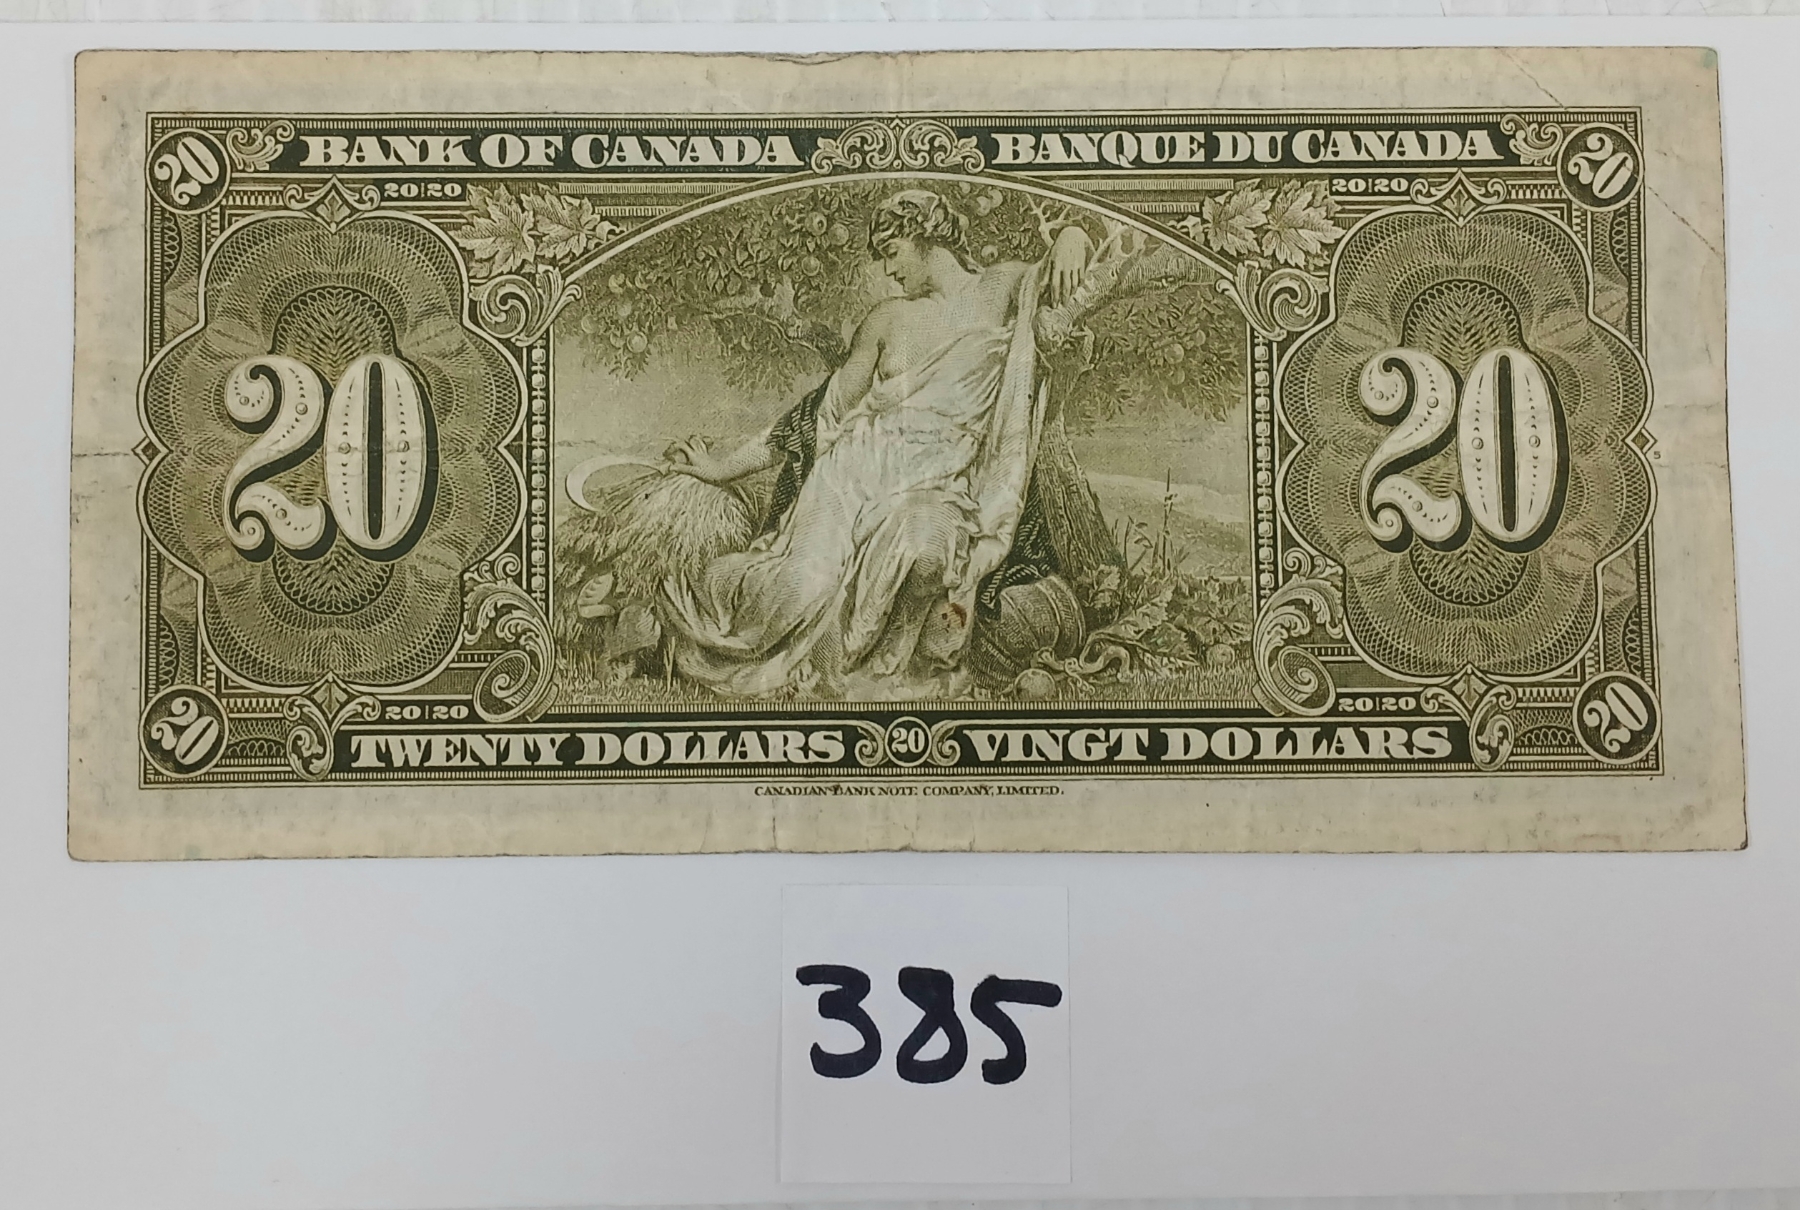 BANK OF CANADA BANQUE DU CANADA
20 20
20|20 20|20
20 20
5
20|20 20|20
20 20
TWENTY DOLLARS 20 VINGT DOLLARS
CANADIAN BANK NOTE COMPANY, LIMITED.
385